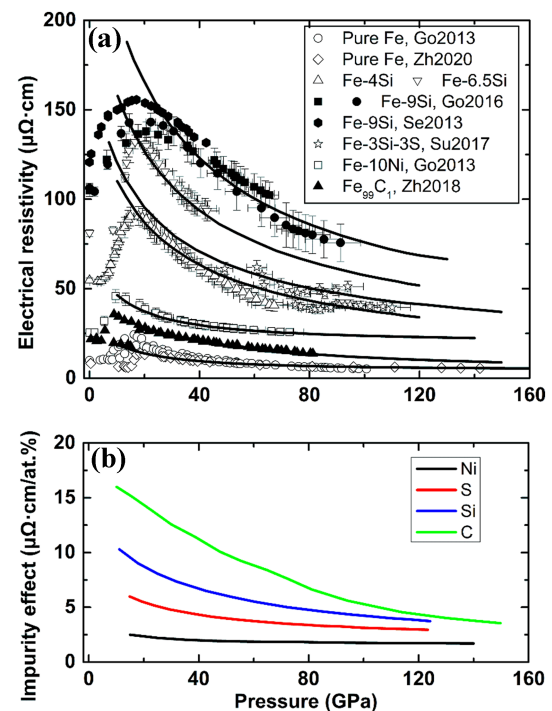 (a)
Pure Fe, Go2013
Pure Fe, Zh2020
Fe-4Si Fe-6.5Si
Fe-9Si, Go2016
Fe-9Si, Se2013
Fe-3Si-3S, Su2017
Fe-10Ni, Go2013
Fe₉₉C₁, Zh2018
Electrical resistivity (μΩ·cm)
200
150
100
50
0
0 40 80 120 160
(b)
Ni
S
Si
C
Impurity effect (μΩ·cm/at.%)
20
15
10
5
0
0 40 80 120 160
Pressure (GPa)